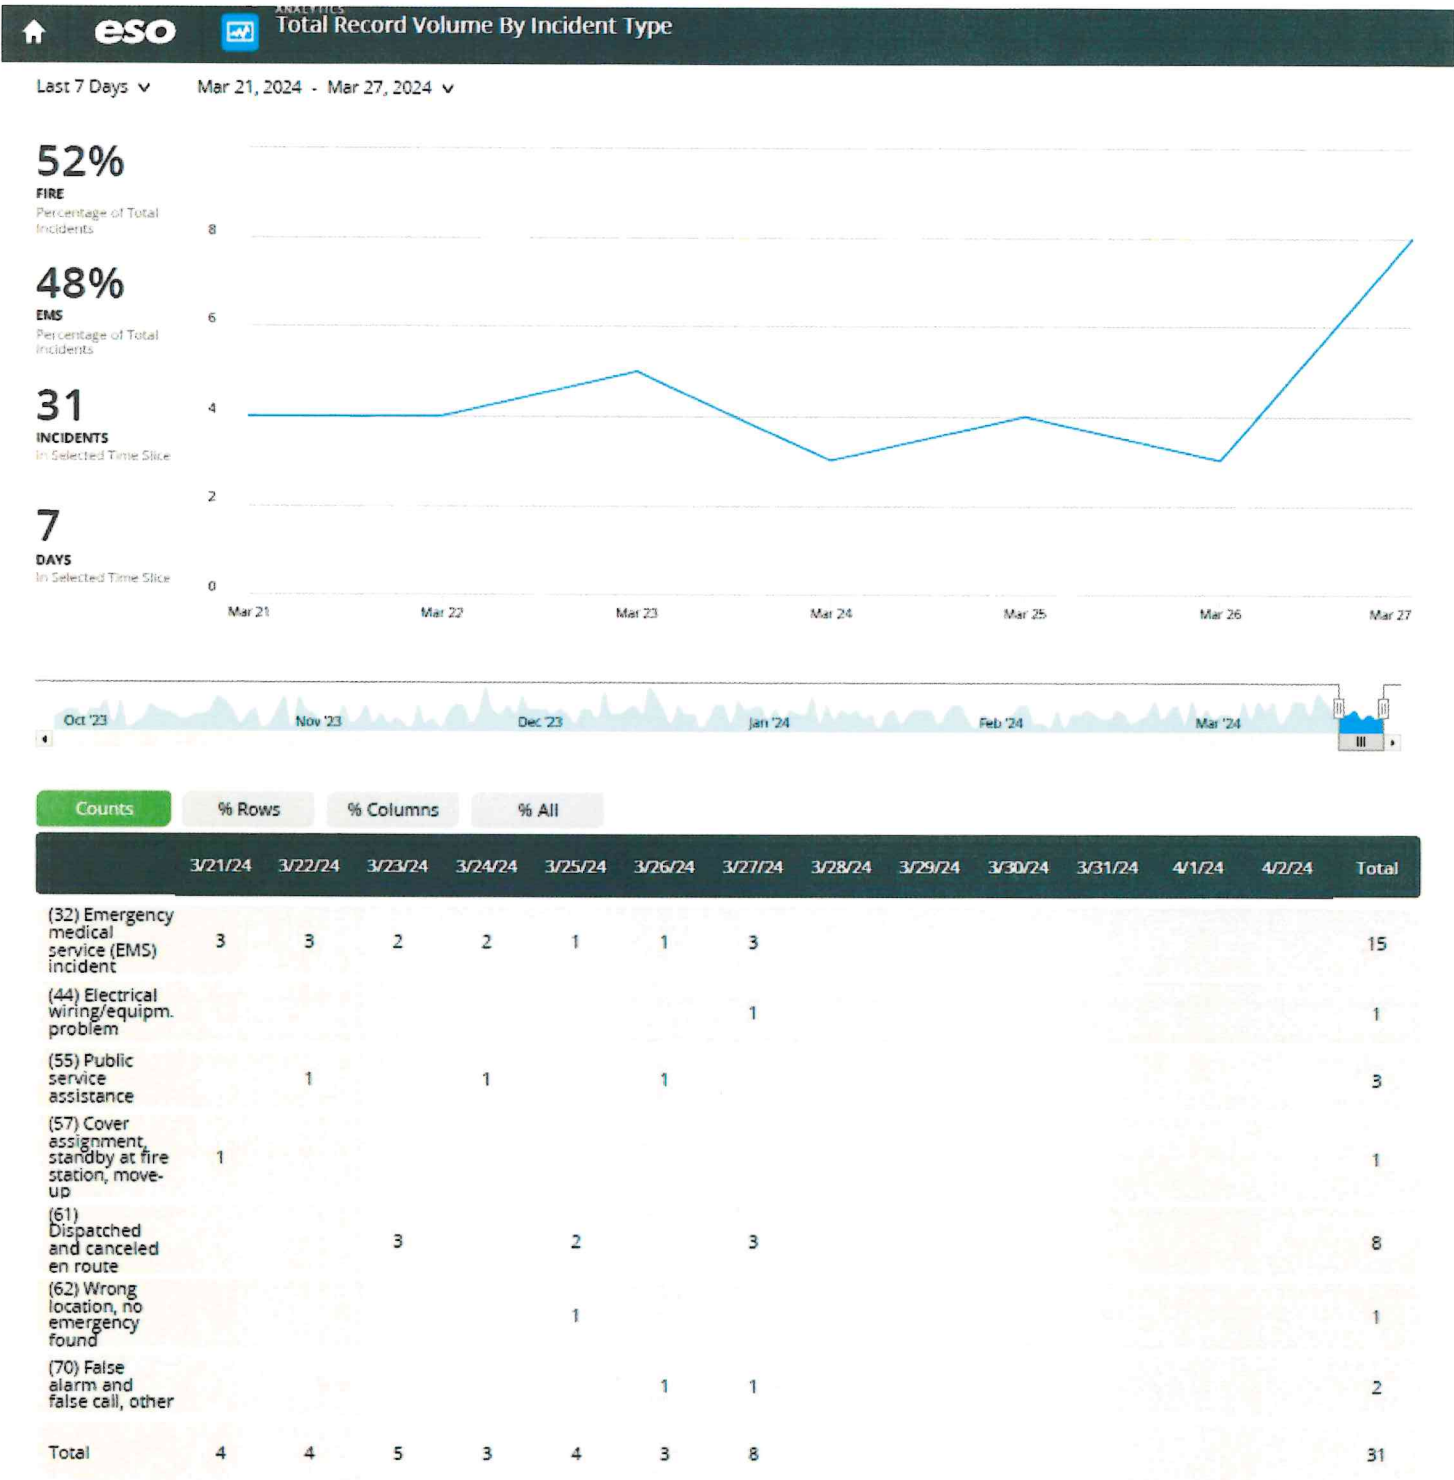 ANALYTICS
eso Total Record Volume By Incident Type
Last 7 Days Mar 21, 2024 - Mar 27, 2024
52%
FIRE
Percentage of Total
Incidents
48%
EMS
Percentage of Total
Incidents
31
INCIDENTS
In Selected Time Slice
7
DAYS
In Selected Time Slice
8
6
4
2
0
Mar 21 Mar 22 Mar 23 Mar 24 Mar 25 Mar 26 Mar 27
Oct '23 Nov '23 Dec '23 Jan '24 Feb '24 Mar '24
Counts % Rows % Columns % All
3/21/24 3/22/24 3/23/24 3/24/24 3/25/24 3/26/24 3/27/24 3/28/24 3/29/24 3/30/24 3/31/24 4/1/24 4/2/24 Total
(32) Emergency
medical
service (EMS)
incident
3 3 2 2 1 1 3 15
(44) Electrical
wiring/equipm.
problem
1 1
(55) Public
service
assistance
1 1 1 3
(57) Cover
assignment,
standby at fire
station, move-
up
1 1
(61)
Dispatched
and canceled
en route
3 2 3 8
(62) Wrong
location, no
emergency
found
1 1
(70) False
alarm and
false call, other
1 1 2
Total 4 4 5 3 4 3 8 31